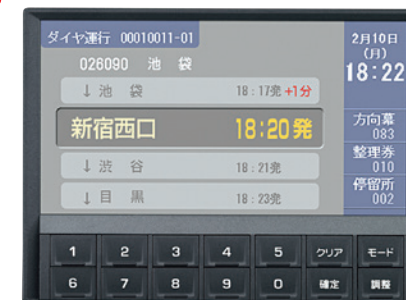 ダイヤ運行 00010011-01
026090 池 袋
↓池 袋 18:17発 +1分
新宿西口 18:20発
↓渋 谷 18:21発
↓目 黒 18:23発
2月10日
(月)
18:22
方向幕
083
整理券
010
停留所
002
1 2 3 4 5 クリア モード
6 7 8 9 0 確定 調整